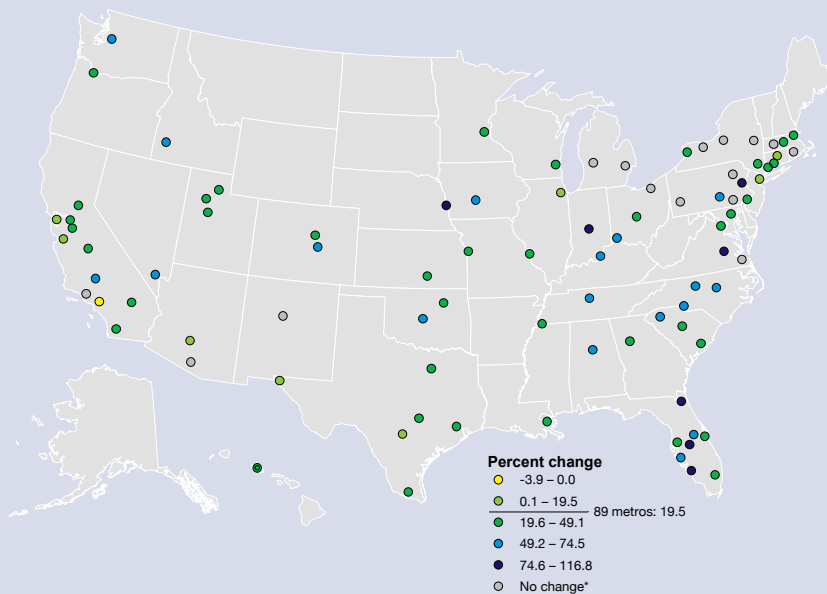 Percent change
-3.9 – 0.0
0.1 – 19.5
89 metros: 19.5
19.6 – 49.1
49.2 – 74.5
74.6 – 116.8
No change*